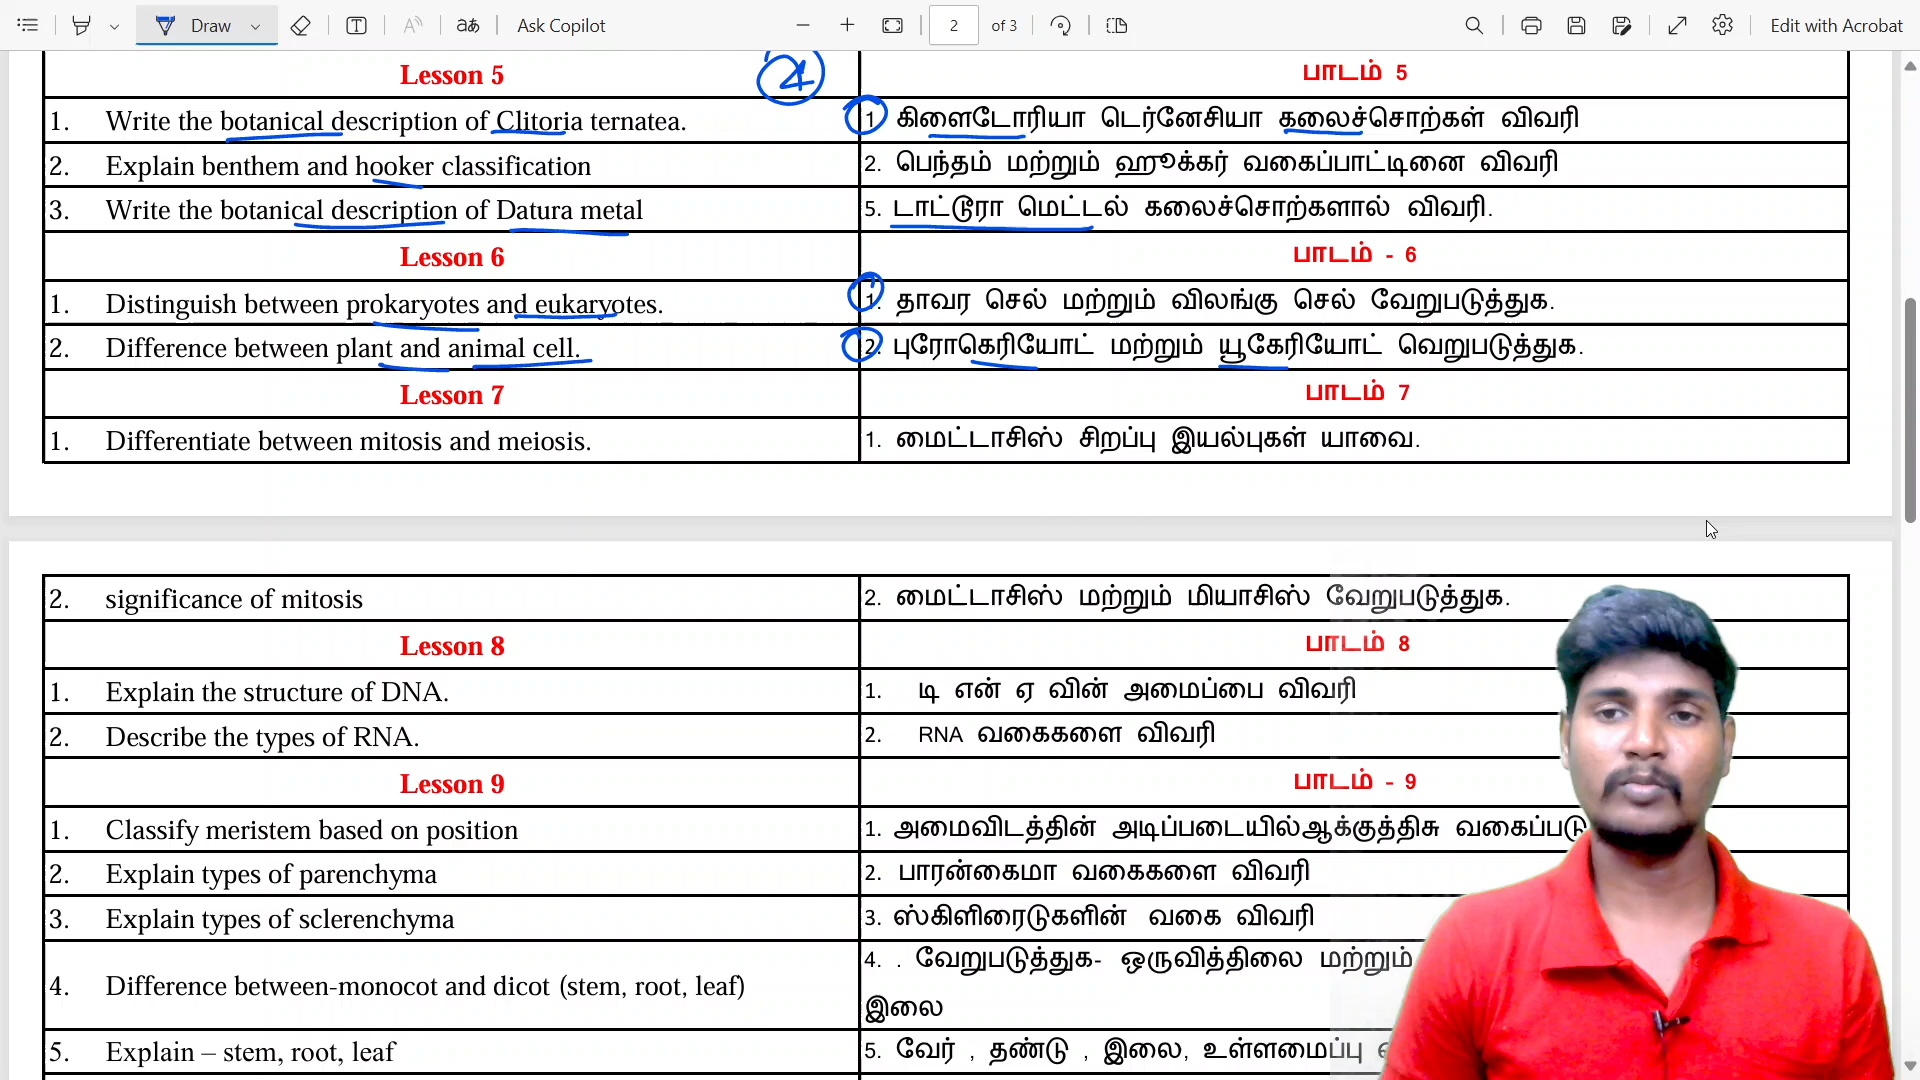 Draw
Ask Copilot
2 of 3
Edit with Acrobat
Lesson 5
4
பாடம் 5
1. Write the botanical description of Clitoria ternatea.
1 கிளைடோரியா டெர்னேசியா கலைச்சொற்கள் விவரி
2. Explain benthem and hooker classification
2. பெந்தம் மற்றும் ஹூக்கர் வகைப்பாட்டினை விவரி
3. Write the botanical description of Datura metal
5. டாட்டூரா மெட்டல் கலைச்சொற்களால் விவரி.
Lesson 6
பாடம் - 6
1. Distinguish between prokaryotes and eukaryotes.
1. தாவர செல் மற்றும் விலங்கு செல் வேறுபடுத்துக.
2. Difference between plant and animal cell.
2. புரோகெரியோட் மற்றும் யூகேரியோட் வெறுபடுத்துக.
Lesson 7
பாடம் 7
1. Differentiate between mitosis and meiosis.
1. மைட்டாசிஸ் சிறப்பு இயல்புகள் யாவை.
2. significance of mitosis
2. மைட்டாசிஸ் மற்றும் மியாசிஸ் வேறுபடுத்துக.
Lesson 8
பாடம் 8
1. Explain the structure of DNA.
1. டி என் ஏ வின் அமைப்பை விவரி
2. Describe the types of RNA.
2. RNA வகைகளை விவரி
Lesson 9
பாடம் - 9
1. Classify meristem based on position
1. அமைவிடத்தின் அடிப்படையில்ஆக்குத்திசு வகைப்படு
2. Explain types of parenchyma
2. பாரன்கைமா வகைகளை விவரி
3. Explain types of sclerenchyma
3. ஸ்கிளிரைடுகளின் வகை விவரி
4. Difference between-monocot and dicot (stem, root, leaf)
4. . வேறுபடுத்துக- ஒருவித்திலை மற்றும்
இலை
5. Explain – stem, root, leaf
5. வேர் , தண்டு , இலை, உள்ளமைப்பு